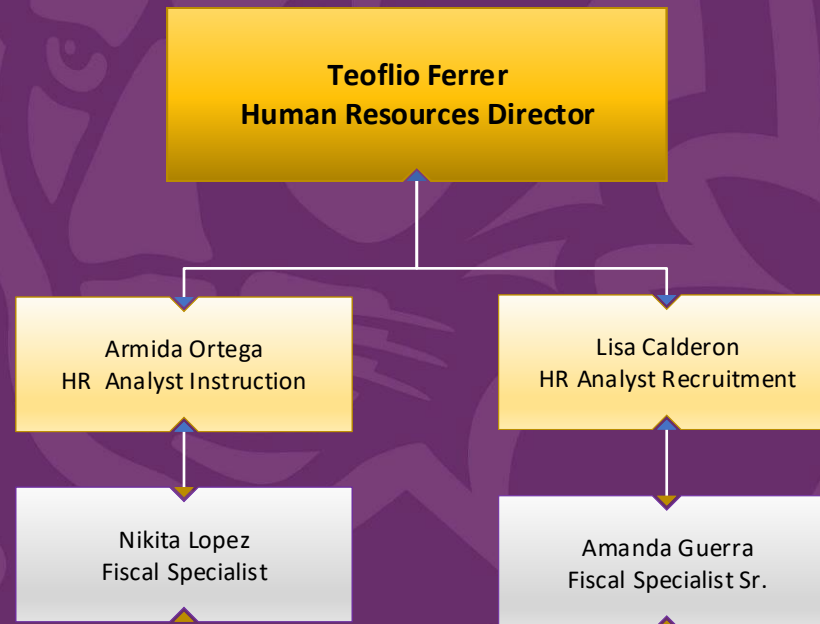 Teoflio Ferrer
Human Resources Director
Armida Ortega
HR Analyst Instruction
Lisa Calderon
HR Analyst Recruitment
Nikita Lopez
Fiscal Specialist
Amanda Guerra
Fiscal Specialist Sr.